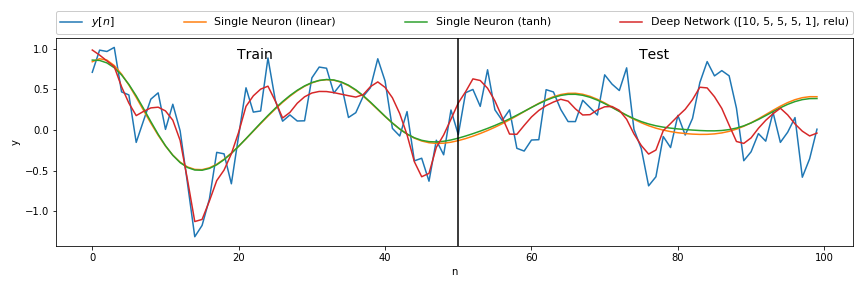 y[n] Single Neuron (linear) Single Neuron (tanh) Deep Network ([10, 5, 5, 5, 1], relu)
Train Test
1.0
0.5
0.0
−0.5
−1.0
y
0 20 40 60 80 100
n